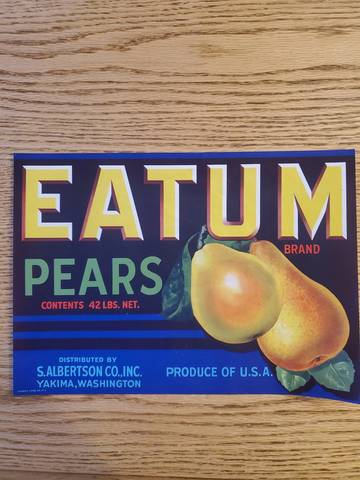 EATUM
BRAND
PEARS
CONTENTS 42 LBS. NET.
DISTRIBUTED BY
S. ALBERTSON CO., INC.
YAKIMA, WASHINGTON
PRODUCE OF U.S.A.